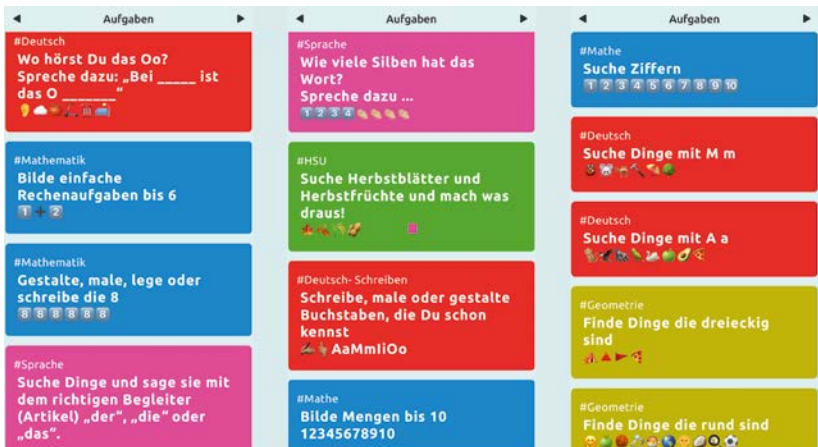 Aufgaben
#Deutsch
Wo hörst Du das Oo?
Spreche dazu: „Bei _____ ist
das O _______“
#Mathematik
Bilde einfache
Rechenaufgaben bis 6
1️⃣➕2️⃣
#Mathematik
Gestalte, male, lege oder
schreibe die 8
8️⃣8️⃣8️⃣8️⃣8️⃣8️⃣
#Sprache
Suche Dinge und sage sie mit
dem richtigen Begleiter
(Artikel) „der“, „die“ oder
„das“.
Aufgaben
#Sprache
Wie viele Silben hat das
Wort?
Spreche dazu ...
1️⃣2️⃣3️⃣4️⃣
#HSU
Suche Herbstblätter und
Herbstfrüchte und mach was
draus!
#Deutsch- Schreiben
Schreibe, male oder gestalte
Buchstaben, die Du schon
kennst
AaMmIiOo
#Mathe
Bilde Mengen bis 10
12345678910
Aufgaben
#Mathe
Suche Ziffern
1️⃣2️⃣3️⃣4️⃣5️⃣6️⃣7️⃣8️⃣9️⃣🔟
#Deutsch
Suche Dinge mit M m
#Deutsch
Suche Dinge mit A a
#Geometrie
Finde Dinge die dreieckig
sind
#Geometrie
Finde Dinge die rund sind